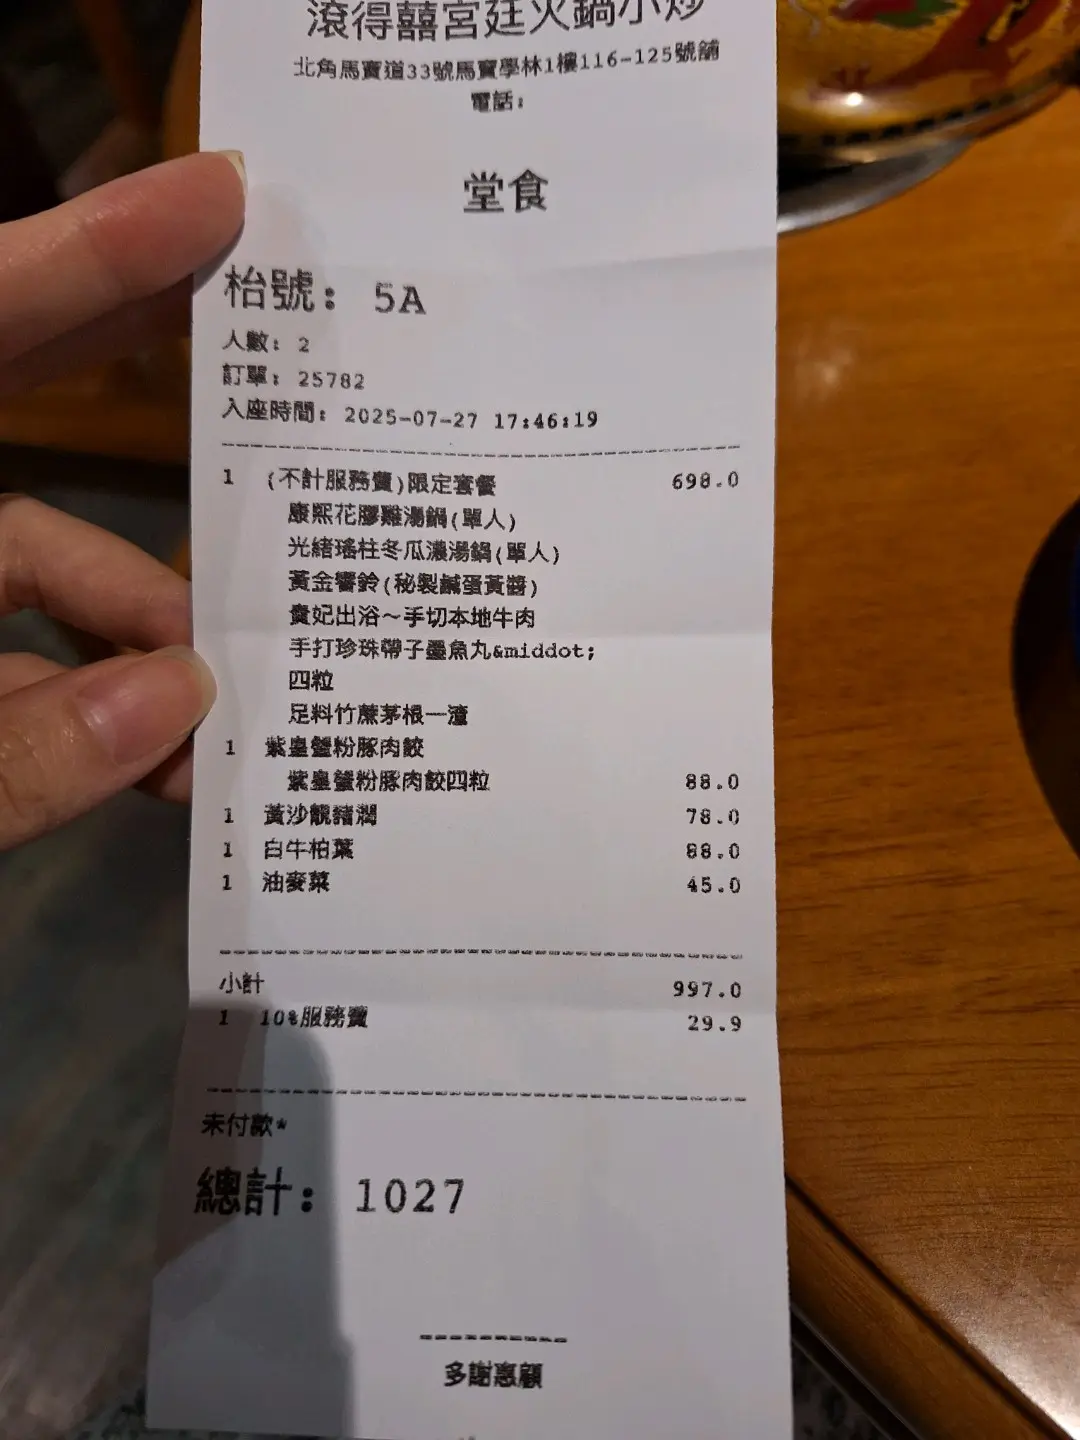 滾得囍宮廷火鍋小炒
北角馬寶道33號馬寶學林1樓116-125號舖
電話:
堂食
枱號: 5A
人數: 2
訂單: 25782
入座時間: 2025-07-27 17:46:19
1 (不計服務費)限定套餐 698.0
康熙花膠雞湯鍋(單人)
光緒瑤柱冬瓜濃湯鍋(單人)
黃金響鈴(秘製鹹蛋黃醬)
貴妃出浴～手切本地牛肉
手打珍珠帶子墨魚丸&middot;
四粒
足料竹蔗茅根一渣
1 紫皇蟹粉豚肉餃
紫皇蟹粉豚肉餃四粒 88.0
1 黃沙靚豬潤 78.0
1 白牛柏葉 88.0
1 油麥菜 45.0
小計 997.0
1 10%服務費 29.9
未付款*
總計: 1027
多謝惠顧